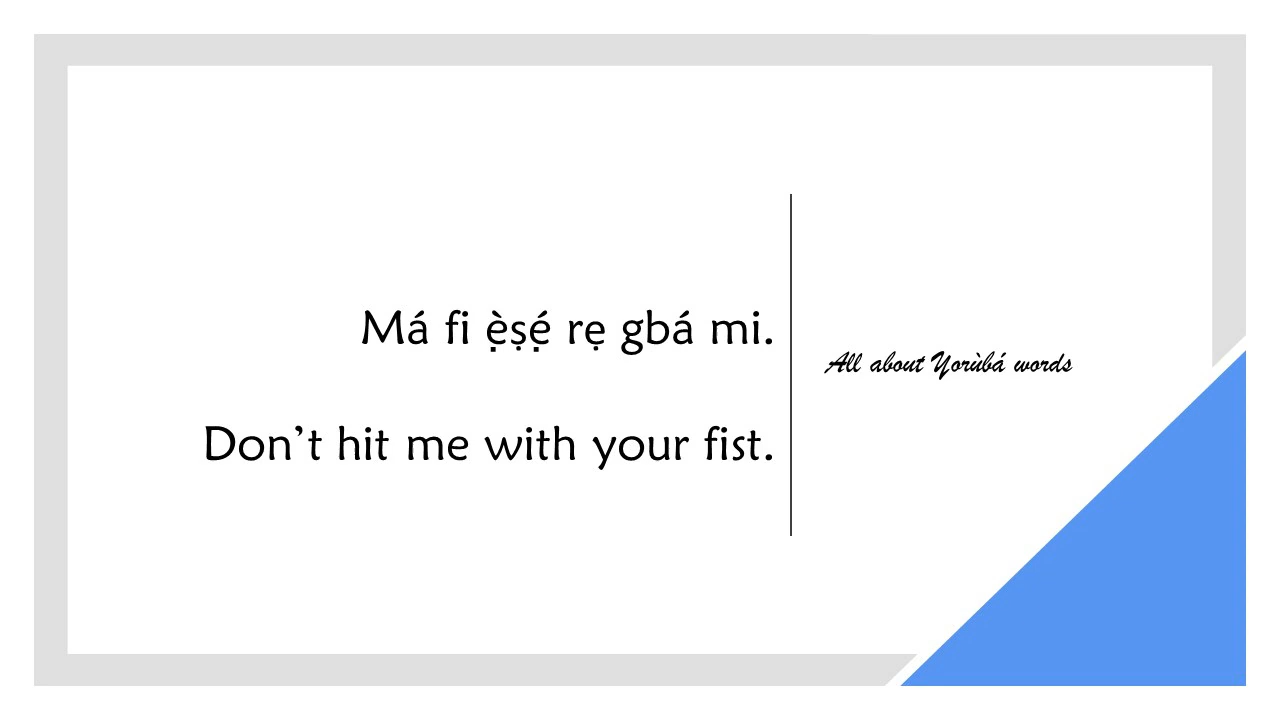 Má fi ẹ̀ṣẹ́ rẹ gbá mi.
Don’t hit me with your fist.
All about Yorùbá words